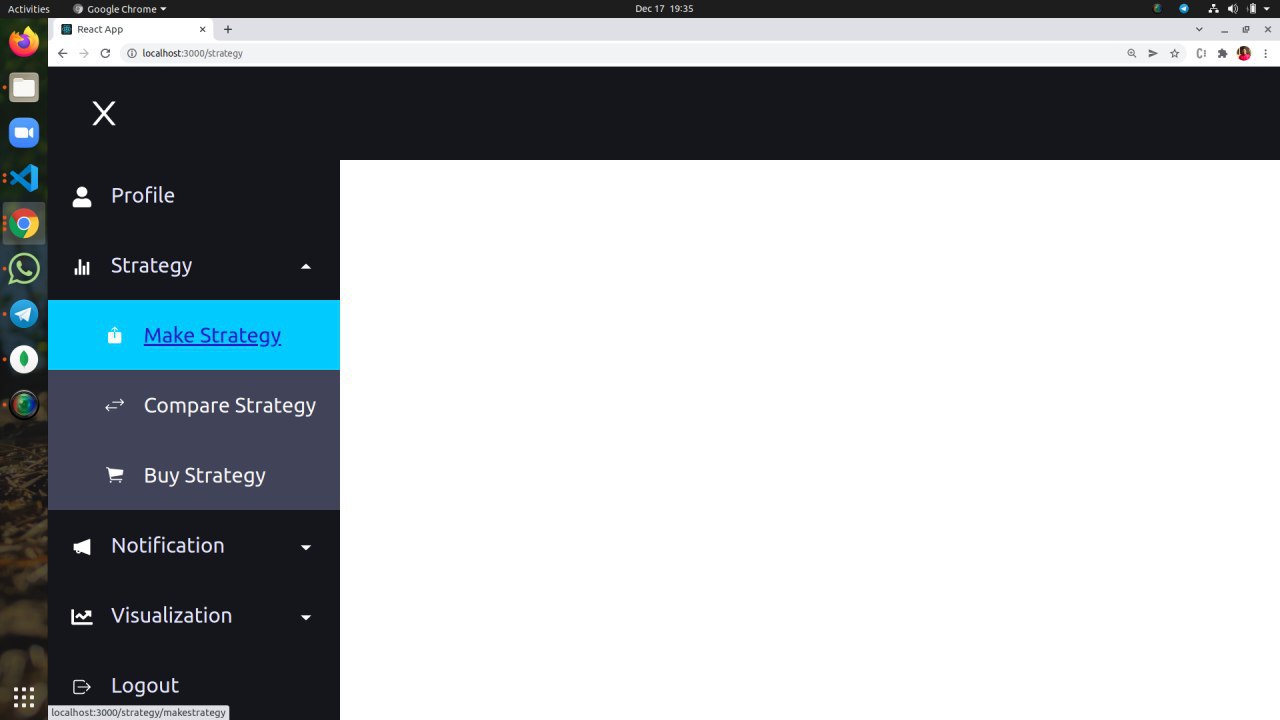 Activities
Google Chrome
Dec 17 19:35
React App
localhost:3000/strategy
Profile
Strategy
Make Strategy
Compare Strategy
Buy Strategy
Notification
Visualization
Logout
localhost:3000/strategy/makestrategy